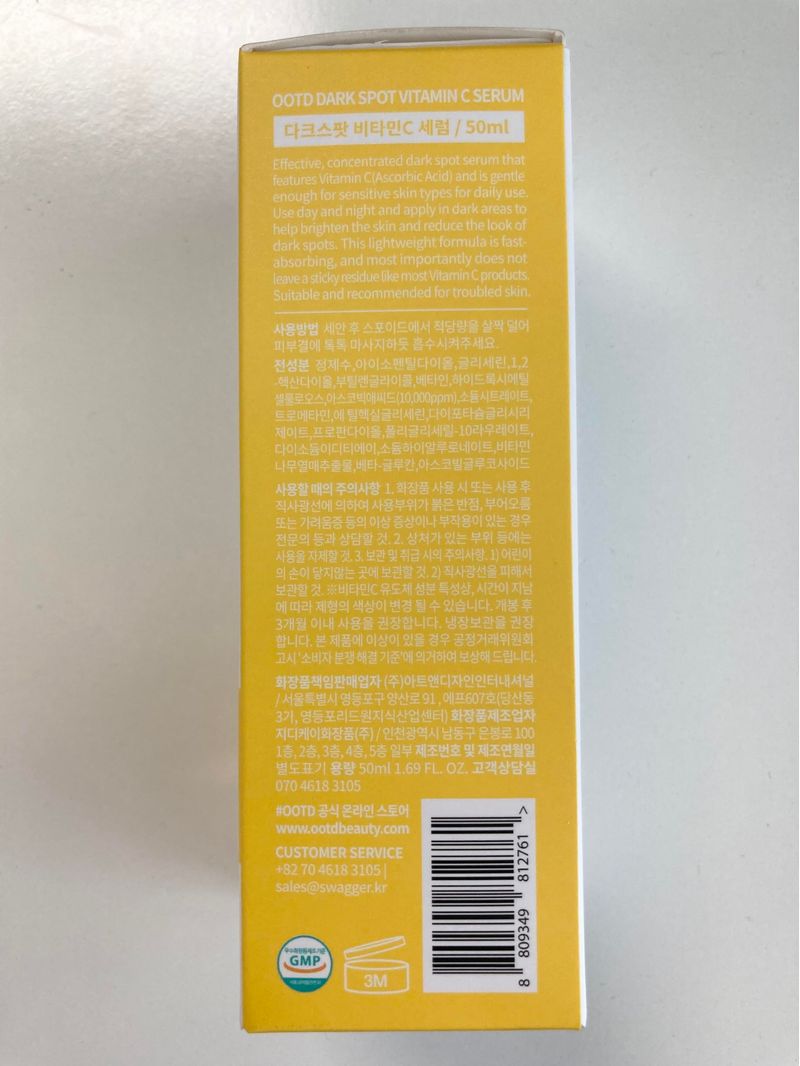 OOTD DARK SPOT VITAMIN C SERUM
다크스팟 비타민C 세럼 / 50ml
Effective, concentrated dark spot serum that
features Vitamin C(Ascorbic Acid) and is gentle
enough for sensitive skin types for daily use.
Use day and night and apply in dark areas to
help brighten the skin and reduce the look of
dark spots. This lightweight formula is fast-
absorbing, and most importantly does not
leave a sticky residue like most Vitamin C products.
Suitable and recommended for troubled skin.
사용방법 세안 후 스포이드에서 적당량을 살짝 덜어
피부결에 톡톡 마사지하듯 흡수시켜주세요.
전성분 정제수,아이소펜틸다이올,글리세린,1,2
-헥산다이올,부틸렌글라이콜,베타인,하이드록시에틸
셀룰로오스,아스코빅애씨드(10,000ppm),소듐시트레이트,
트로메타민,에틸헥실글리세린,다이포타슘글리시리
제이트,프로판다이올,폴리글리세릴-10라우레이트,
다이소듐이디티에이,소듐하이알루로네이트,비타민
나무열매추출물,베타-글루칸,아스코빌글루코사이드
사용할 때의 주의사항 1. 화장품 사용 시 또는 사용 후
직사광선에 의하여 사용부위가 붉은 반점, 부어오름
또는 가려움증 등의 이상 증상이나 부작용이 있는 경우
전문의 등과 상담할 것. 2. 상처가 있는 부위 등에는
사용을 자제할 것. 3. 보관 및 취급 시의 주의사항. 1) 어린이
의 손이 닿지않는 곳에 보관할 것. 2) 직사광선을 피해서
보관할 것. ※비타민C 유도체 성분 특성상, 시간이 지남
에 따라 제형의 색상이 변경 될 수 있습니다. 개봉 후
3개월 이내 사용을 권장합니다. 냉장보관을 권장
합니다. 본 제품에 이상이 있을 경우 공정거래위원회
고시 '소비자 분쟁 해결 기준'에 의거하여 보상해 드립니다.
화장품책임판매업자 (주)아트앤디자인인터내셔널
/ 서울특별시 영등포구 양산로 91 , 에프607호(당산동
3가, 영등포리드원지식산업센터) 화장품제조업자
지디케이화장품(주) / 인천광역시 남동구 은봉로 100
1층, 2층, 3층, 4층, 5층 일부 제조번호 및 제조연월일
별도표기 용량 50ml 1.69 FL. OZ. 고객상담실
070 4618 3105
#OOTD 공식 온라인 스토어
www.ootdbeauty.com
CUSTOMER SERVICE
+82 70 4618 3105 |
sales@swagger.kr
8 809349 812761 >
우수화장품제조기준
GMP
3M